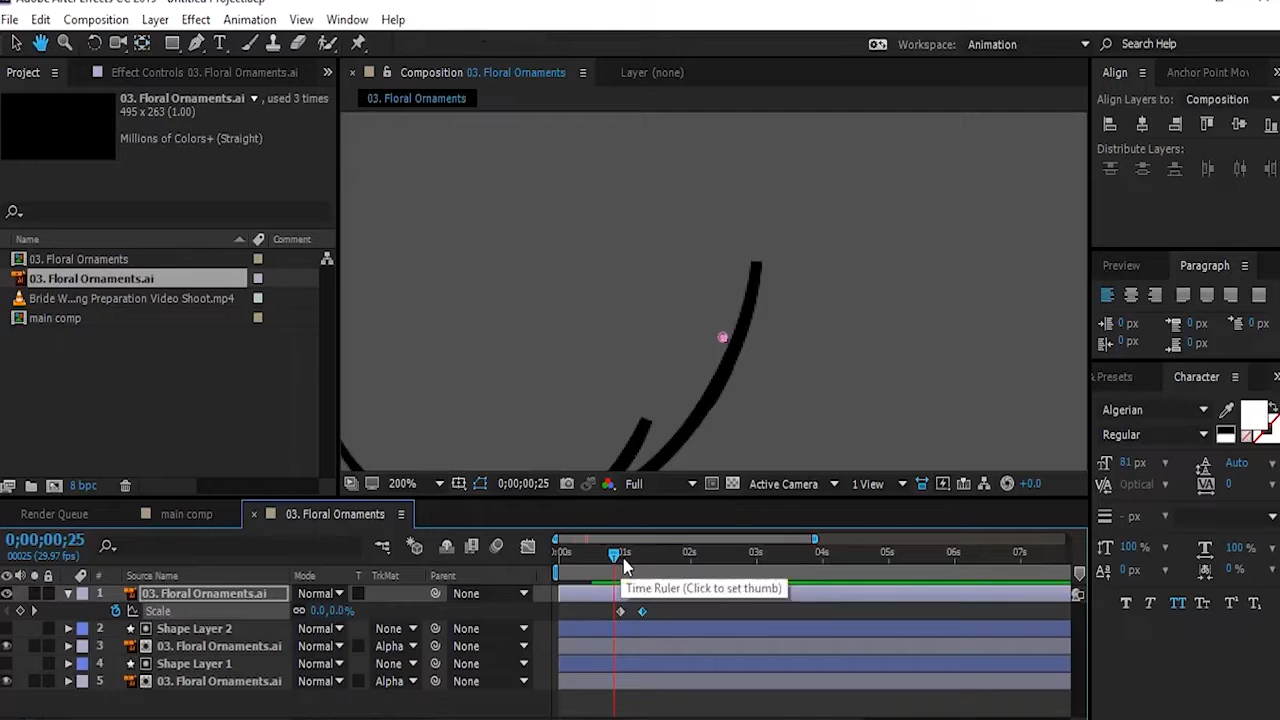 File Edit Composition Layer Effect Animation View Window Help
Workspace: Animation Search Help
Project Effect Controls 03. Floral Ornaments.ai
Composition 03. Floral Ornaments Layer (none)
Align Anchor Point Mov
03. Floral Ornaments.ai , used 3 times
495 x 263 (1.00)
Millions of Colors+ (Straight)
03. Floral Ornaments
Align Layers to: Composition
Distribute Layers:
Name Comment
03. Floral Ornaments
03. Floral Ornaments.ai
Bride W...ng Preparation Video Shoot.mp4
main comp
Preview Paragraph
0 px 0 px 0 px
0 px 0 px
Presets Character
Algerian
Regular
81 px Auto
Optical 0
- px
100 % 100 %
0 px 0 %
T T TT Tr T T
8 bpc
200% 0;00;00;25 Full Active Camera 1 View +0.0
Render Queue main comp 03. Floral Ornaments
0;00;00;25
00025 (29.97 fps)
:00s 01s 02s 03s 04s 05s 06s 07s
# Source Name Mode T TrkMat Parent
1 03. Floral Ornaments.ai Normal None
Time Ruler (Click to set thumb)
Scale 0.0,0.0%
2 Shape Layer 2 Normal None None
3 03. Floral Ornaments.ai Normal Alpha None
4 Shape Layer 1 Normal None None
5 03. Floral Ornaments.ai Normal Alpha None